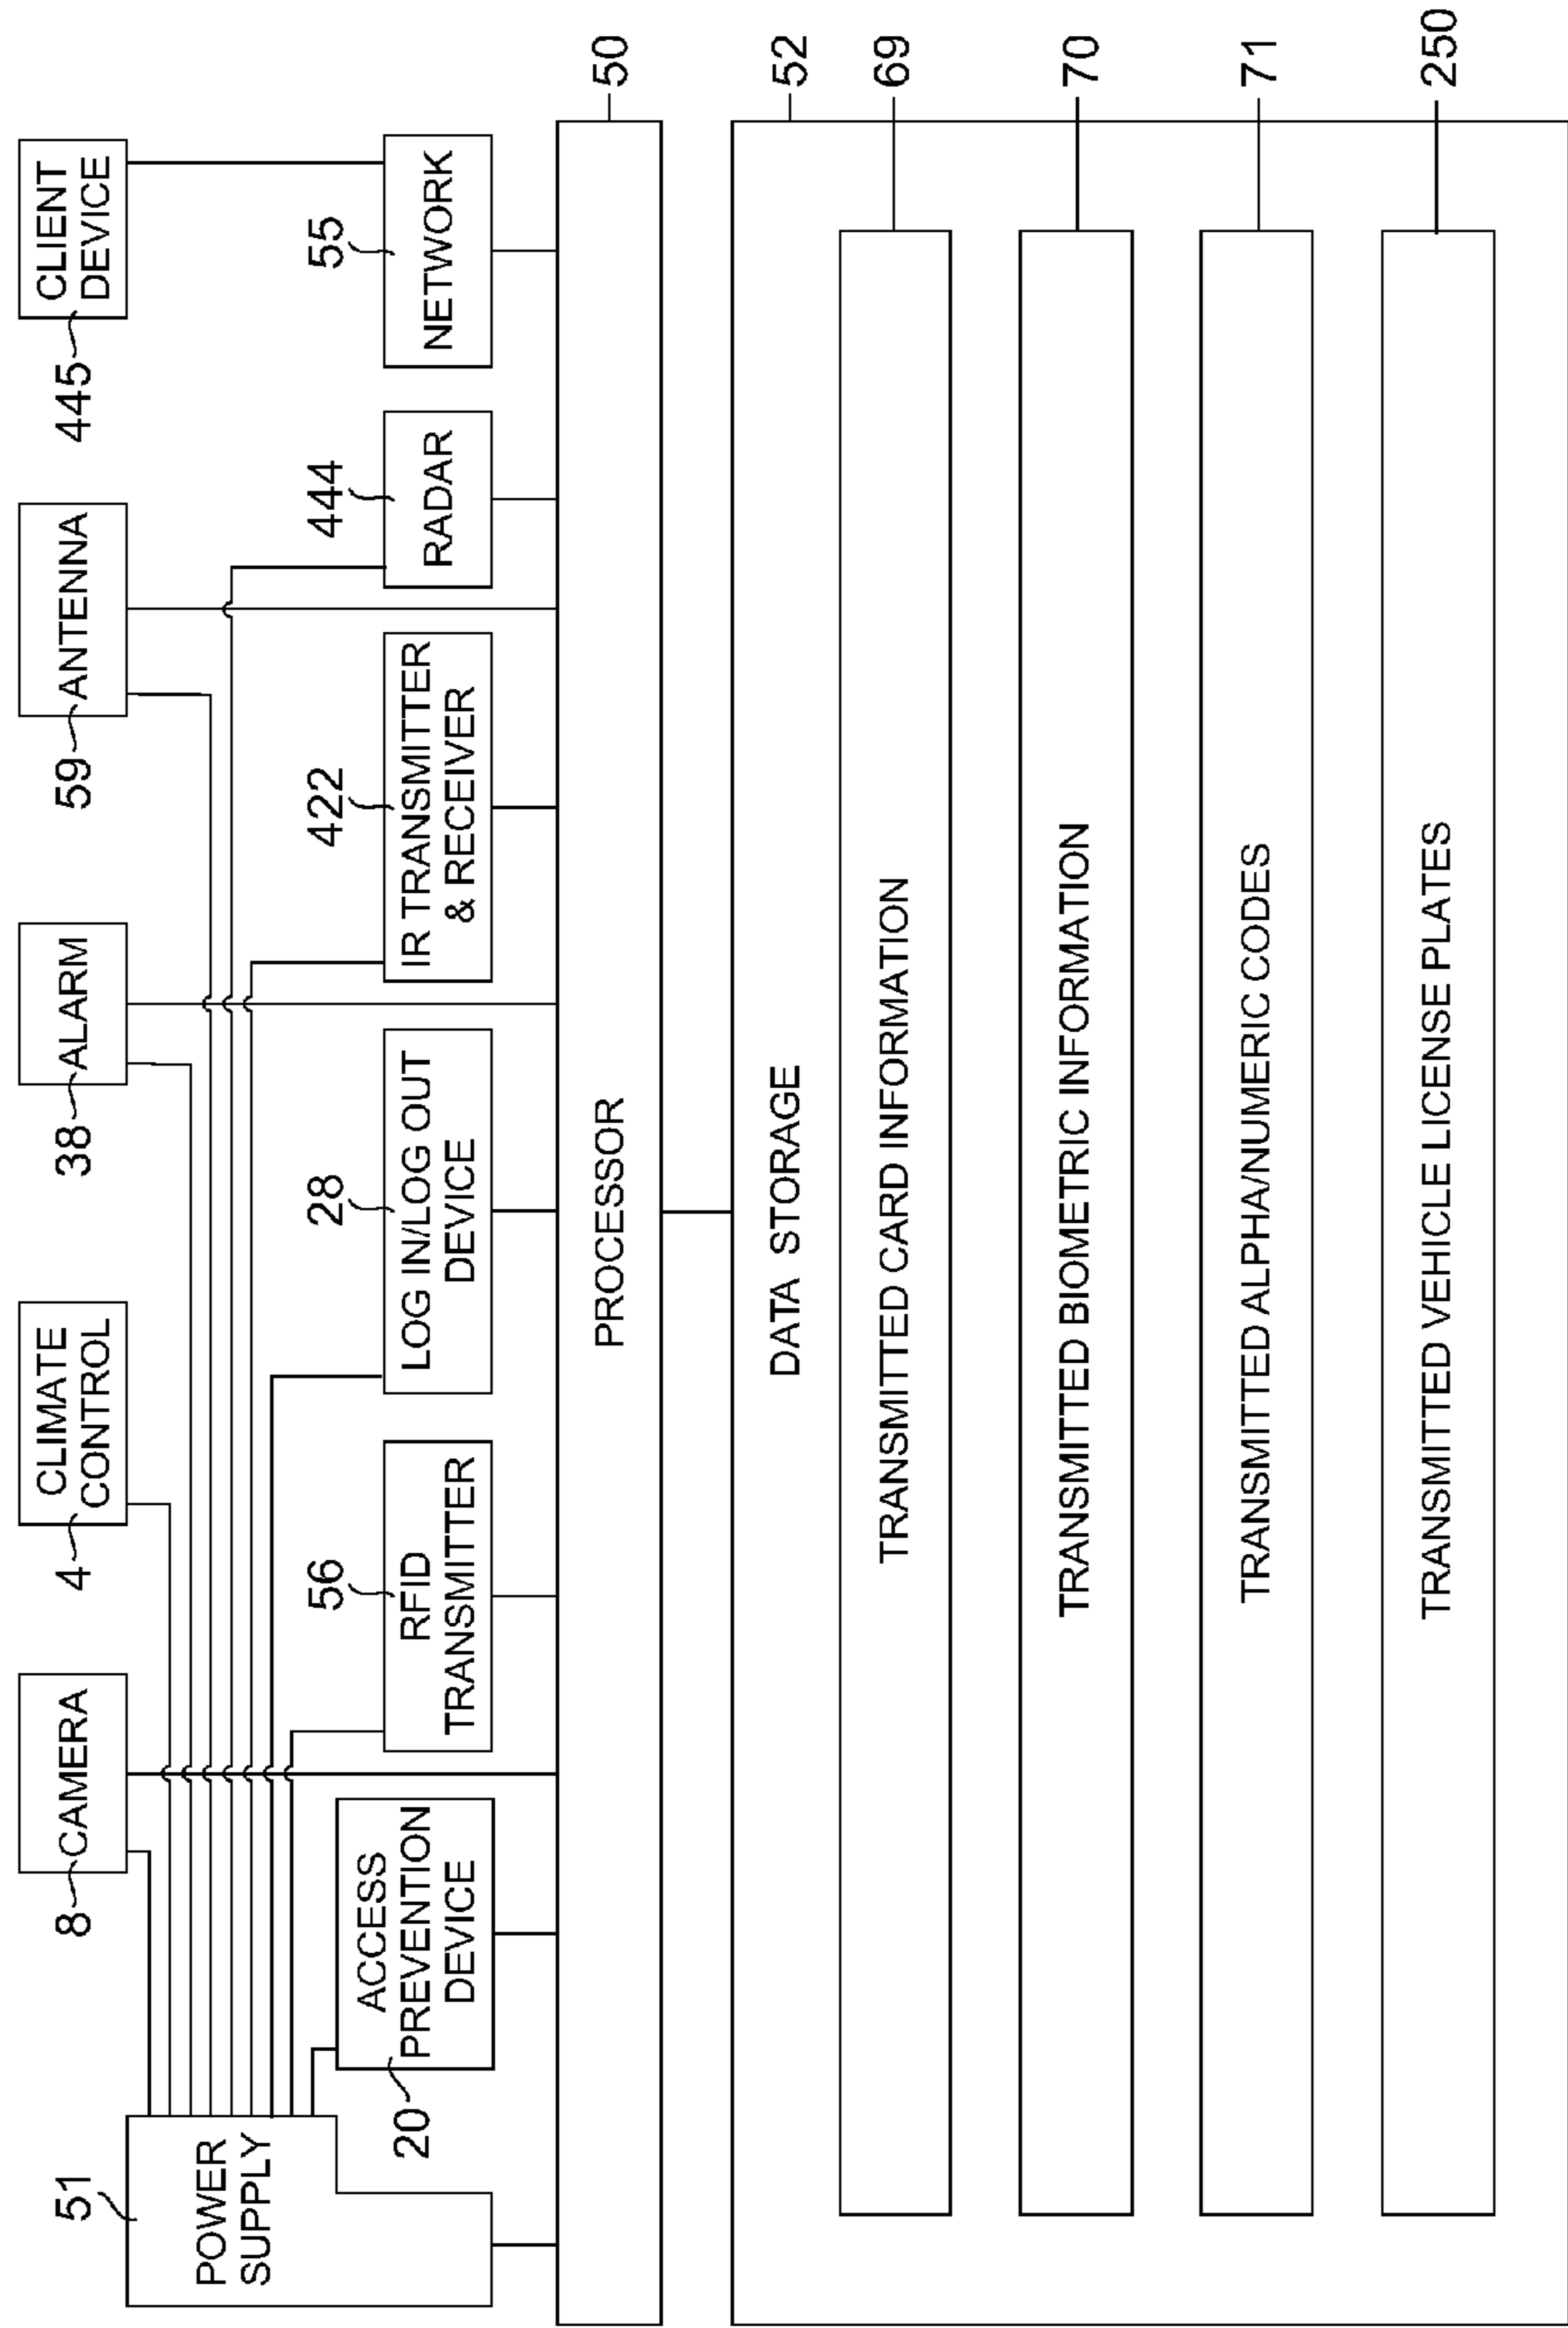 51
POWER
SUPPLY
8
CAMERA
4
CLIMATE
CONTROL
38
ALARM
59
ANTENNA
445
CLIENT
DEVICE
20
ACCESS
PREVENTION
DEVICE
56
RFID
TRANSMITTER
28
LOG IN/LOG OUT
DEVICE
422
IR TRANSMITTER
& RECEIVER
444
RADAR
55
NETWORK
PROCESSOR
50
DATA STORAGE
52
TRANSMITTED CARD INFORMATION
69
TRANSMITTED BIOMETRIC INFORMATION
70
TRANSMITTED ALPHA/NUMERIC CODES
71
TRANSMITTED VEHICLE LICENSE PLATES
250